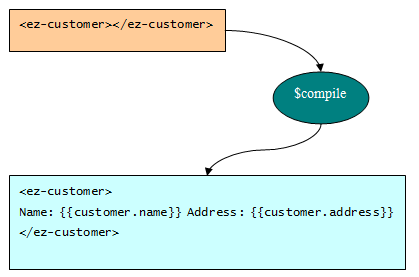 <ez-customer></ez-customer>
$compile
<ez-customer>
Name: {{customer.name}} Address: {{customer.address}}
</ez-customer>